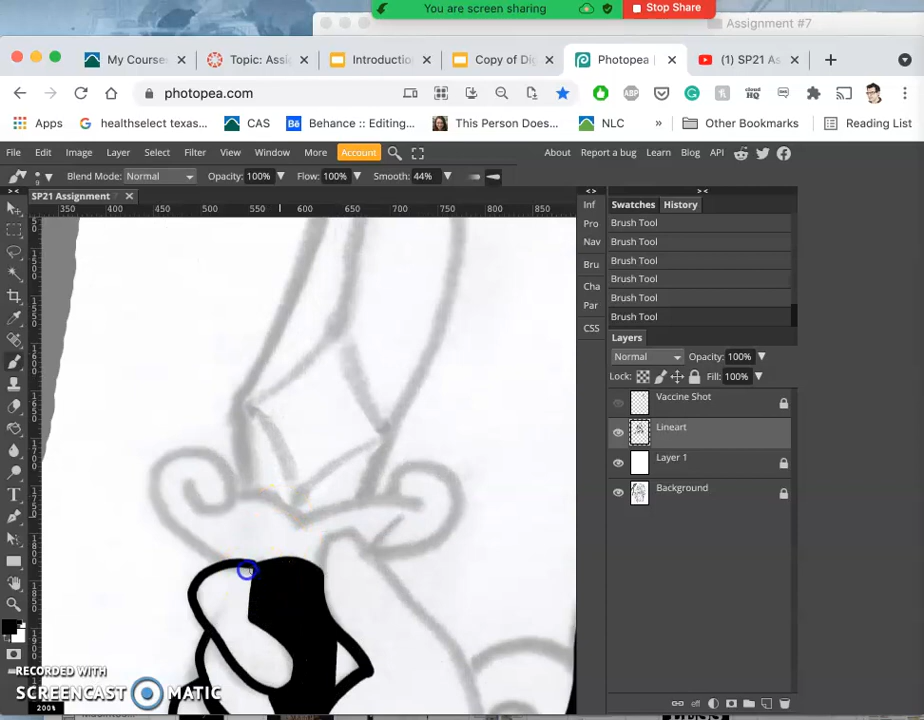 You are screen sharing
Stop Share
Assignment #7
My Course
Topic: Assi
Introductio
Copy of Dig
Photopea |
(1) SP21 As
photopea.com
Apps
healthselect texas...
CAS
Behance :: Editing...
This Person Does...
NLC
»
Other Bookmarks
Reading List
File Edit Image Layer Select Filter View Window More Account
About Report a bug Learn Blog API
9 Blend Mode: Normal Opacity: 100% Flow: 100% Smooth: 44%
SP21 Assignment
350 450 500 550 600 650 700 750 800 850
Inf
Pro
Nav
Bru
Cha
Par
CSS
Swatches History
Brush Tool
Brush Tool
Brush Tool
Brush Tool
Brush Tool
Brush Tool
Layers
Normal Opacity: 100%
Lock: Fill: 100%
Vaccine Shot
Lineart
Layer 1
Background
RECORDED WITH
SCREENCAST MATIC
200%